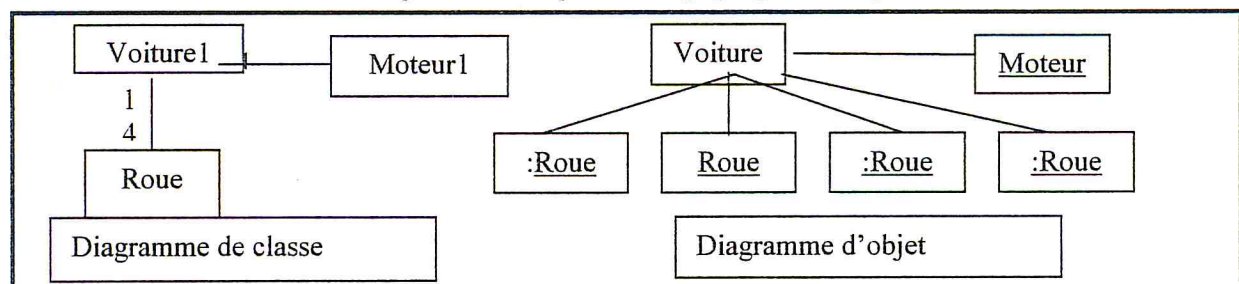 Voiture1
Moteur1
Voiture
Moteur
1
4
:Roue
Roue
:Roue
:Roue
Roue
Diagramme de classe
Diagramme d’objet